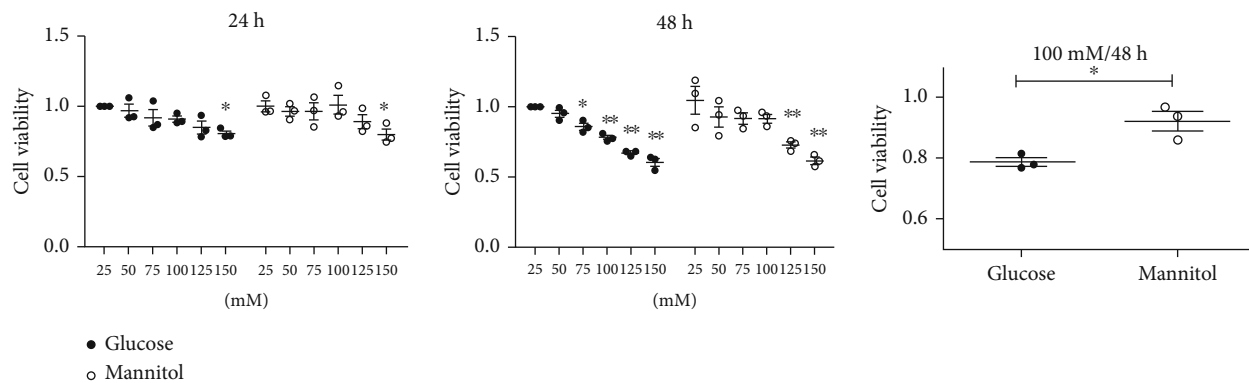 24 h
Cell viability
1.5
1.0
0.5
0.0
* *
25 50 75 100 125 150 25 50 75 100 125 150
(mM)
48 h
Cell viability
1.5
1.0
0.5
0.0
* ** ** ** ** **
25 50 75 100 125 150 25 50 75 100 125 150
(mM)
100 mM/48 h
*
Cell viability
1.0
0.8
0.6
Glucose Mannitol
Glucose
Mannitol